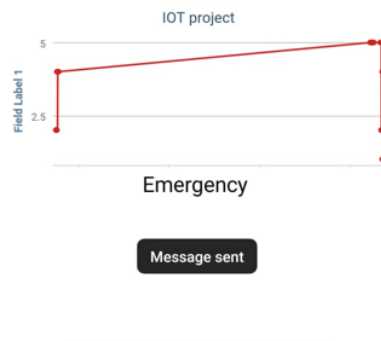 IOT project
5
Field Label 1
2.5
Emergency
Message sent